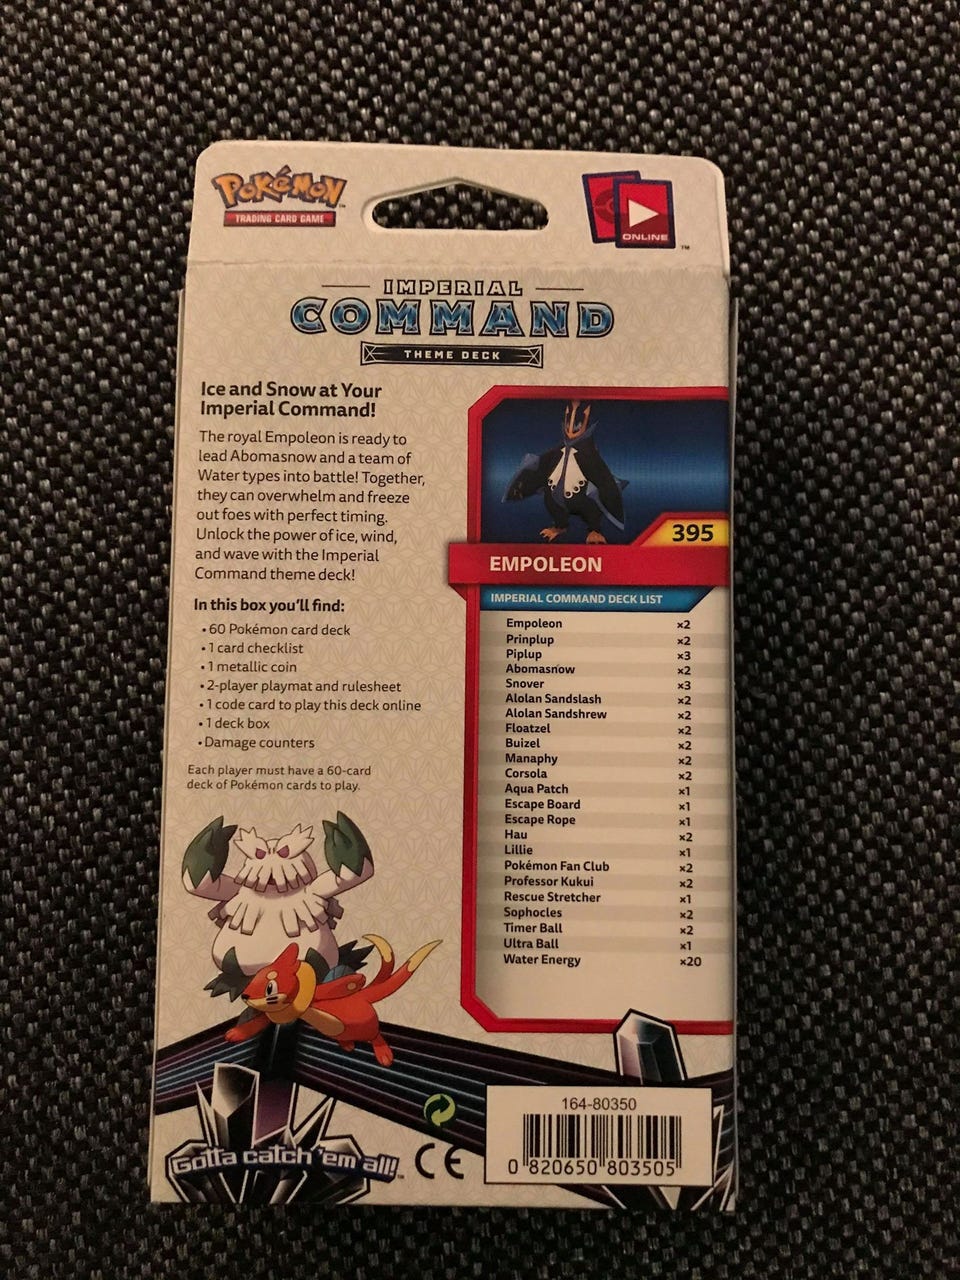 POKéMON™
TRADING CARD GAME
ONLINE™
IMPERIAL
COMMAND
THEME DECK
Ice and Snow at Your
Imperial Command!
The royal Empoleon is ready to
lead Abomasnow and a team of
Water types into battle! Together,
they can overwhelm and freeze
out foes with perfect timing.
Unlock the power of ice, wind,
and wave with the Imperial
Command theme deck!
In this box you'll find:
• 60 Pokémon card deck
• 1 card checklist
• 1 metallic coin
• 2-player playmat and rulesheet
• 1 code card to play this deck online
• 1 deck box
• Damage counters
Each player must have a 60-card
deck of Pokémon cards to play.
395
EMPOLEON
IMPERIAL COMMAND DECK LIST
Empoleon ×2
Prinplup ×2
Piplup ×3
Abomasnow ×2
Snover ×3
Alolan Sandslash ×2
Alolan Sandshrew ×2
Floatzel ×2
Buizel ×2
Manaphy ×2
Corsola ×2
Aqua Patch ×1
Escape Board ×1
Escape Rope ×1
Hau ×2
Lillie ×1
Pokémon Fan Club ×2
Professor Kukui ×2
Rescue Stretcher ×1
Sophocles ×2
Timer Ball ×2
Ultra Ball ×1
Water Energy ×20
Gotta catch 'em all!™
CE
164-80350
0 820650 803505